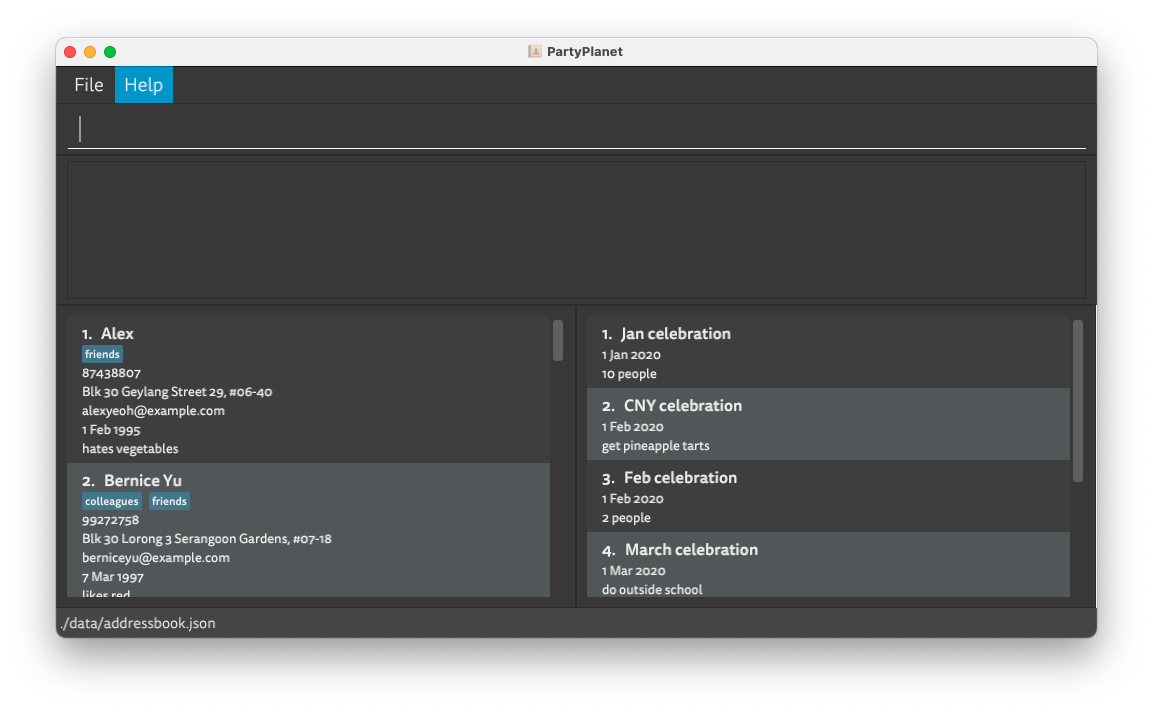 PartyPlanet
File Help
1. Alex
friends
87438807
Blk 30 Geylang Street 29, #06-40
alexyeoh@example.com
1 Feb 1995
hates vegetables
2. Bernice Yu
colleagues friends
99272758
Blk 30 Lorong 3 Serangoon Gardens, #07-18
berniceyu@example.com
7 Mar 1997
likes red
1. Jan celebration
1 Jan 2020
10 people
2. CNY celebration
1 Feb 2020
get pineapple tarts
3. Feb celebration
1 Feb 2020
2 people
4. March celebration
1 Mar 2020
do outside school
./data/addressbook.json